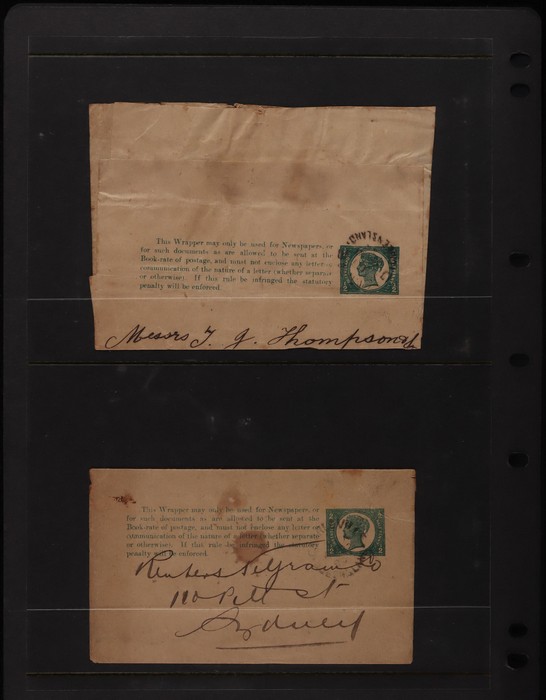 This Wrapper may only be used for Newspapers, or
for such documents as are allowed to be sent at the
Book-rate of postage, and must not enclose any letter or
communication of the nature of a letter (whether separate
or otherwise). If this rule be infringed the statutory
penalty will be enforced.
Messrs T. G. Thompson
This Wrapper may only be used for Newspapers, or
for such documents as are allowed to be sent at the
Book-rate of postage, and must not enclose any letter or
communication of the nature of a letter (whether separate
or otherwise). If this rule be infringed the statutory
penalty will be enforced.
Reuters Telegram Co
110 Pitt St
Sydney